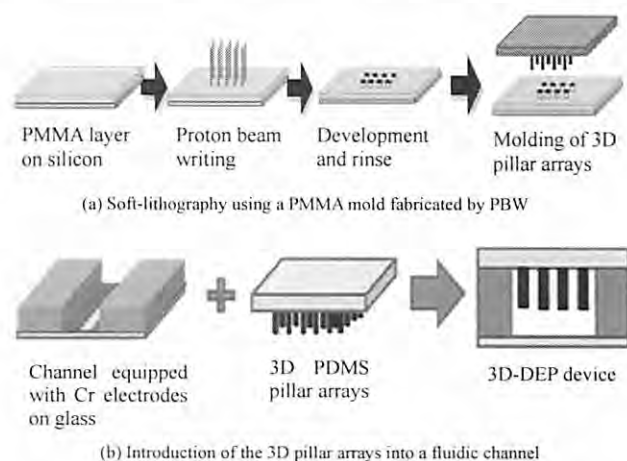 PMMA layer
on silicon
Proton beam
writing
Development
and rinse
Molding of 3D
pillar arrays
(a) Soft-lithography using a PMMA mold fabricated by PBW
Channel equipped
with Cr electrodes
on glass
3D PDMS
pillar arrays
3D-DEP device
(b) Introduction of the 3D pillar arrays into a fluidic channel